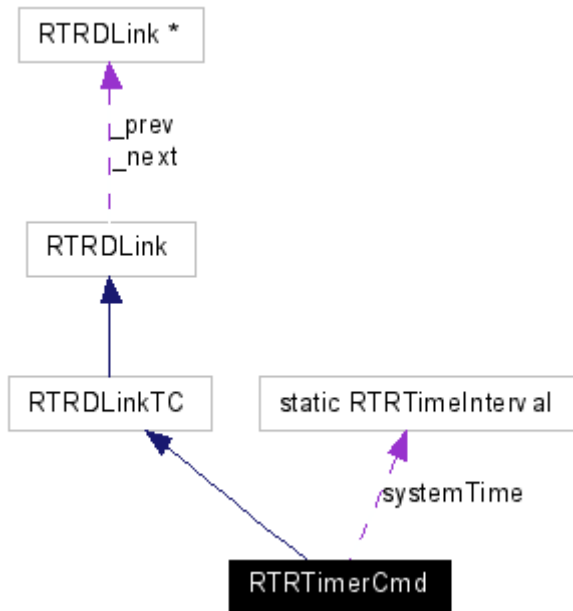 RTRDLink *
_prev
_next
RTRDLink
RTRDLinkTC
static RTRTimeInterval
systemTime
RTRTimerCmd